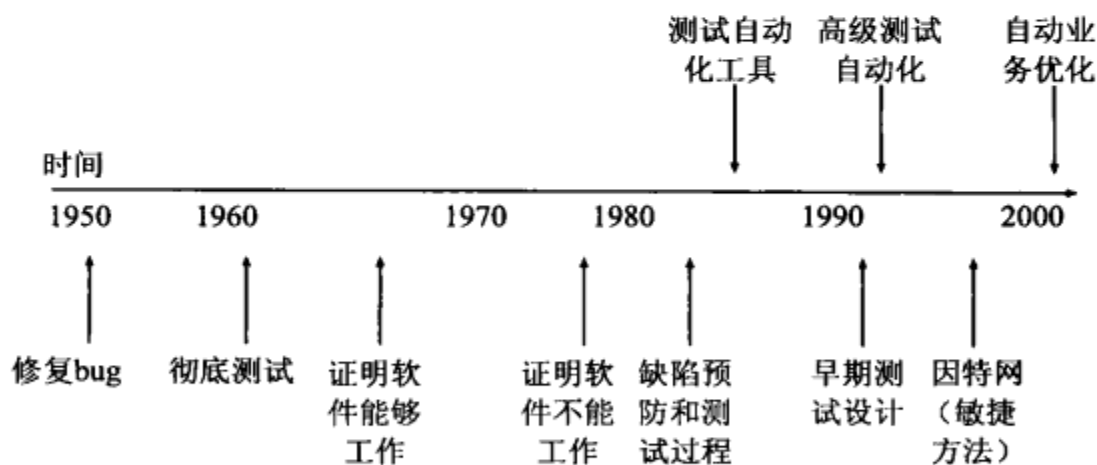 测试自动
化工具
高级测试
自动化
自动业
务优化
时间
1950
1960
1970
1980
1990
2000
修复bug
彻底测试
证明软
件能够
工作
证明软
件不能
工作
缺陷预
防和测
试过程
早期测
试设计
因特网
（敏捷
方法）